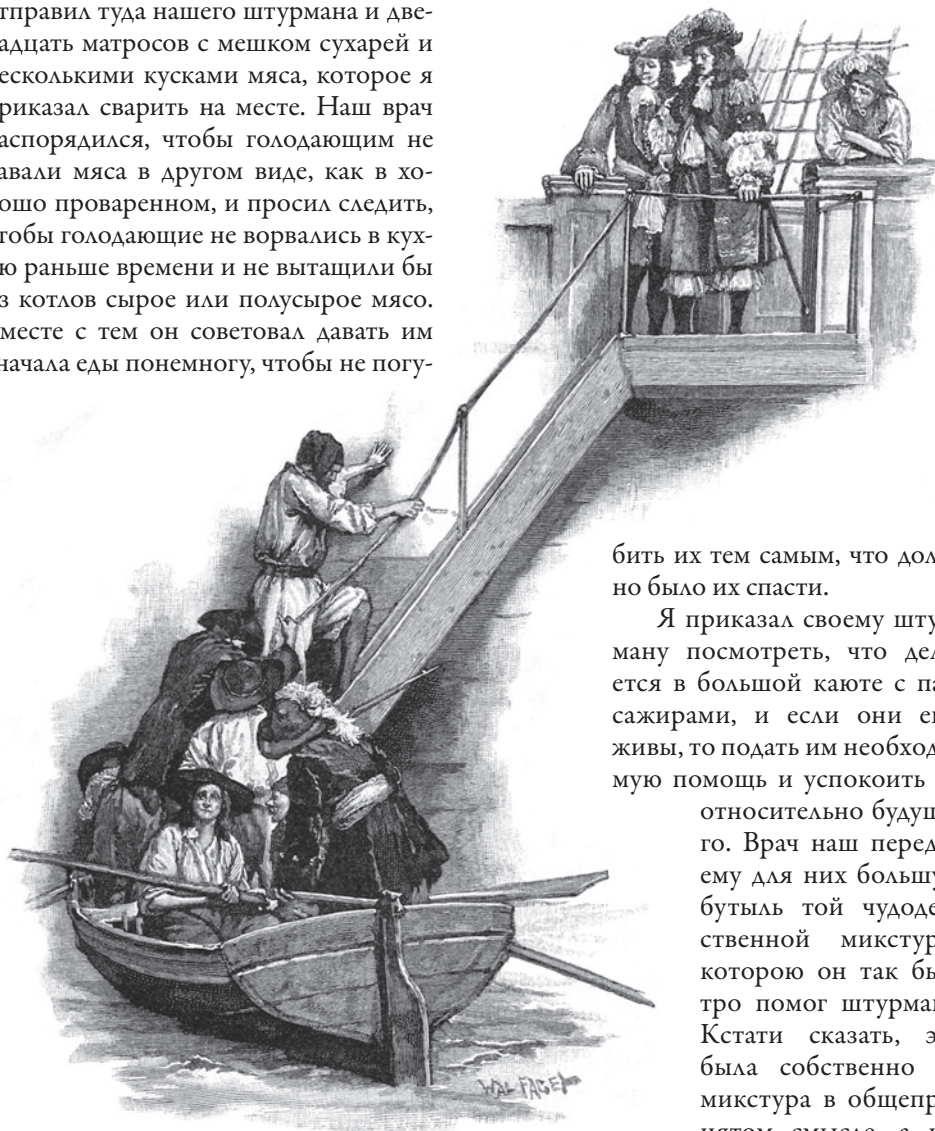 тправил туда нашего штурмана и две-
адцать матросов с мешком сухарей и
есколькими кусками мяса, которое я
риказал сварить на месте. Наш врач
аспорядился, чтобы голодающим не
авали мяса в другом виде, как в хо-
ошо проваренном, и просил следить,
тобы голодающие не ворвались в кух-
ю раньше времени и не вытащили бы
з котлов сырое или полусырое мясо.
месте с тем он советовал давать им
начала еды понемногу, чтобы не погу-
бить их тем самым, что дол
но было их спасти.
Я приказал своему шту
ману посмотреть, что дел
ется в большой каюте с па
сажирами, и если они е
живы, то подать им необход
мую помощь и успокоить
относительно будущ
го. Врач наш перед
ему для них большу
бутыль той чудоде
ственной микстур
которою он так бы
тро помог штурман
Кстати сказать, э
была собственно
микстура в общепр
нятом смысле, а
WAL PAGET